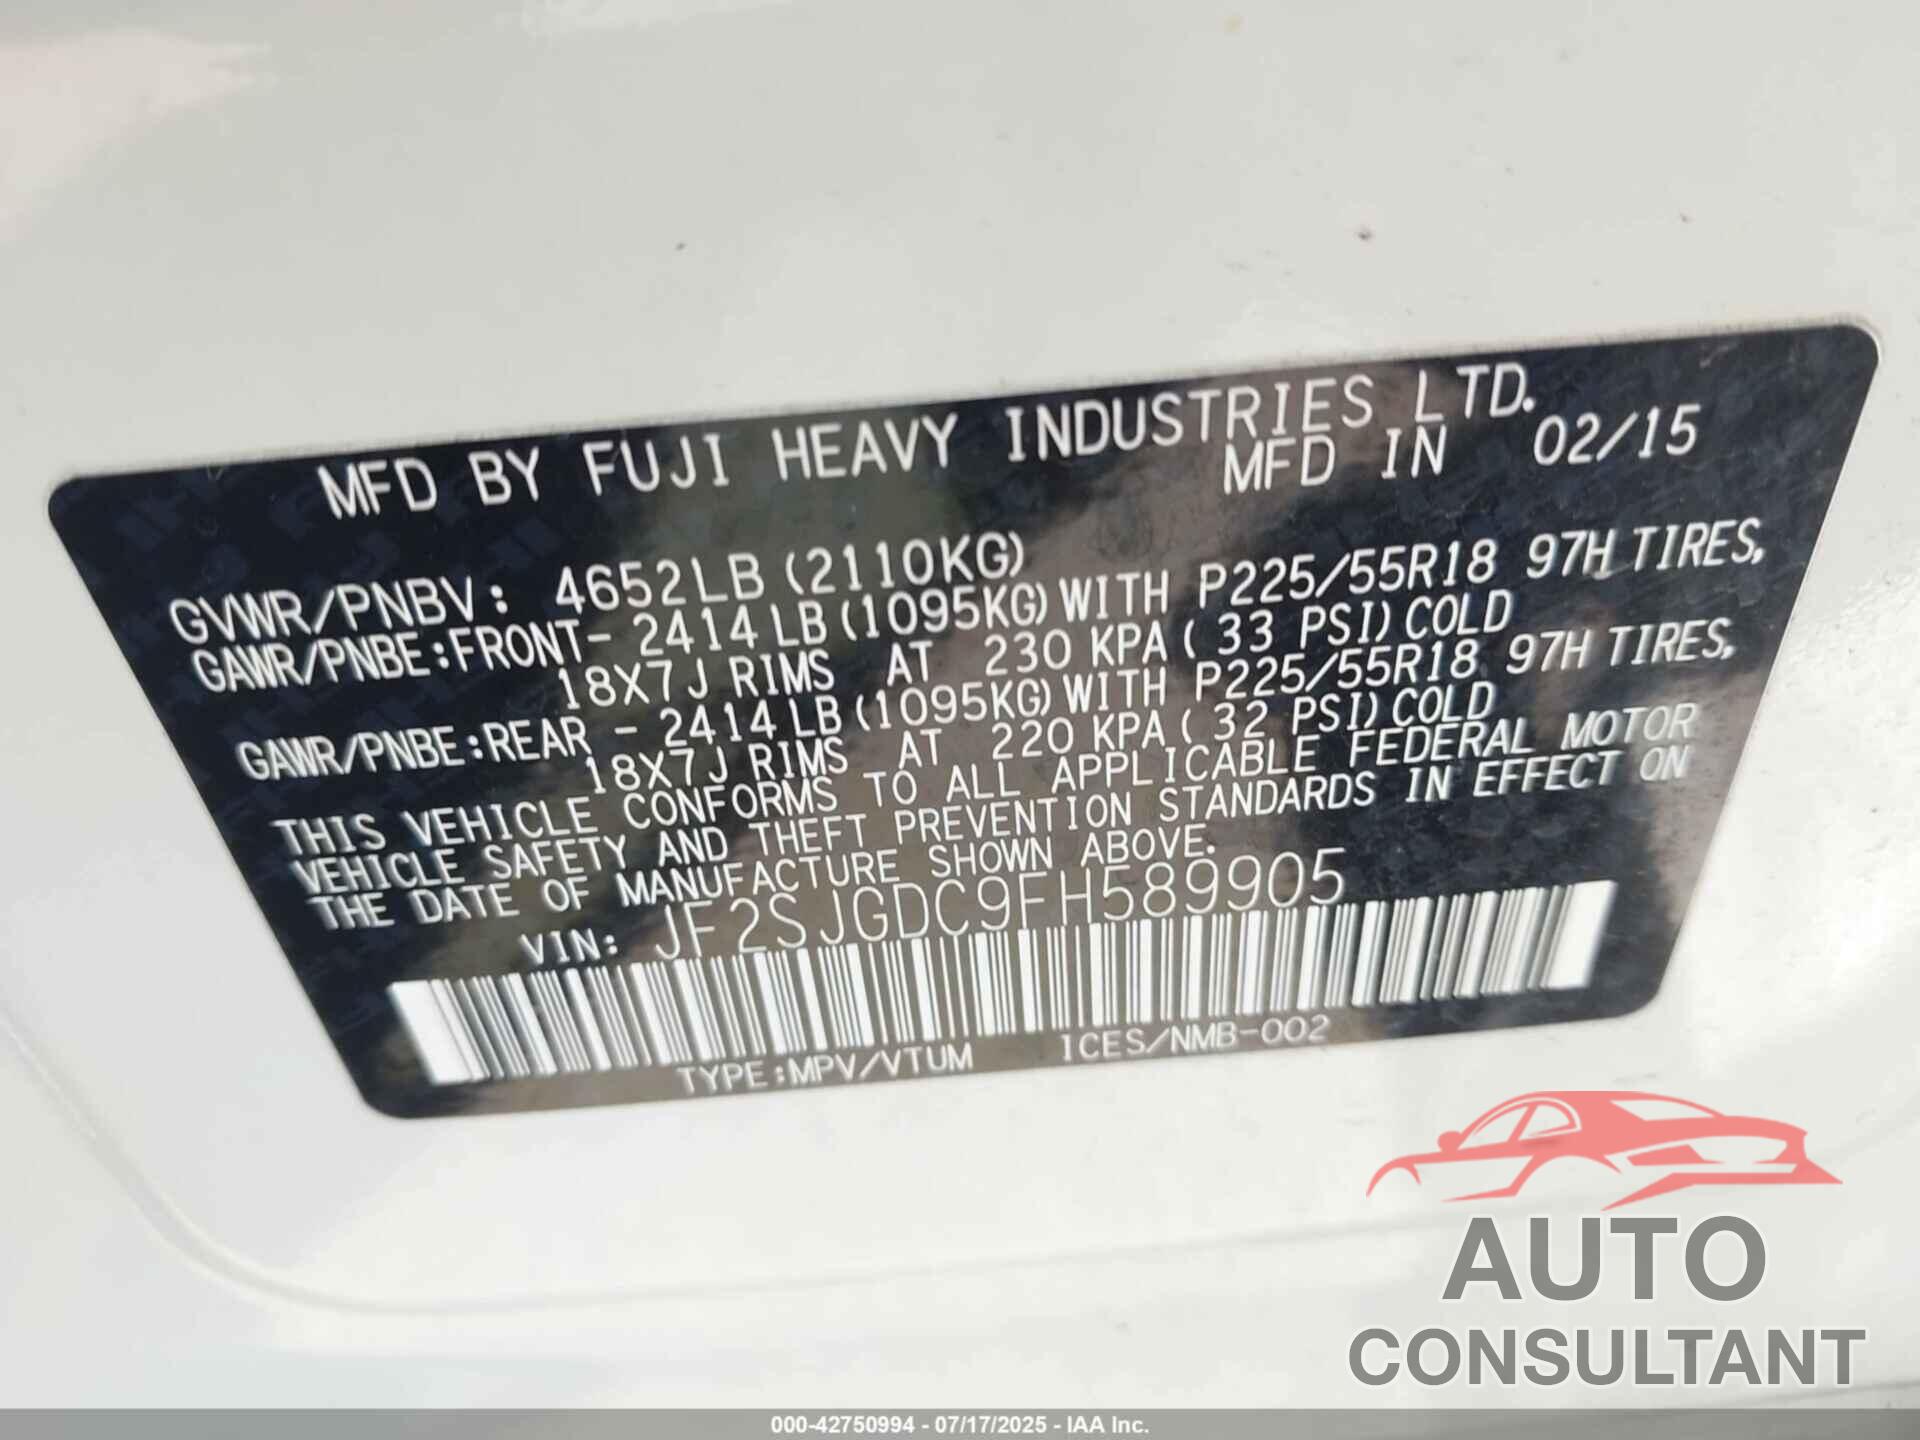 MFD BY FUJI HEAVY INDUSTRIES LTD.
MFD IN 02/15
GVWR/PNBV: 4652LB (2110KG)
GAWR/PNBE:FRONT- 2414LB(1095KG)WITH P225/55R18 97H TIRES,
18X7J RIMS AT 230 KPA( 33 PSI)COLD
GAWR/PNBE:REAR - 2414LB(1095KG)WITH P225/55R18 97H TIRES,
18X7J RIMS AT 220 KPA( 32 PSI)COLD
THIS VEHICLE CONFORMS TO ALL APPLICABLE FEDERAL MOTOR
VEHICLE SAFETY AND THEFT PREVENTION STANDARDS IN EFFECT ON
THE DATE OF MANUFACTURE SHOWN ABOVE.
VIN: JF2SJGDC9FH589905
TYPE:MPV/VTUM ICES/NMB-002
AUTO
CONSULTANT
000-42750994 - 07/17/2025 - IAA Inc.